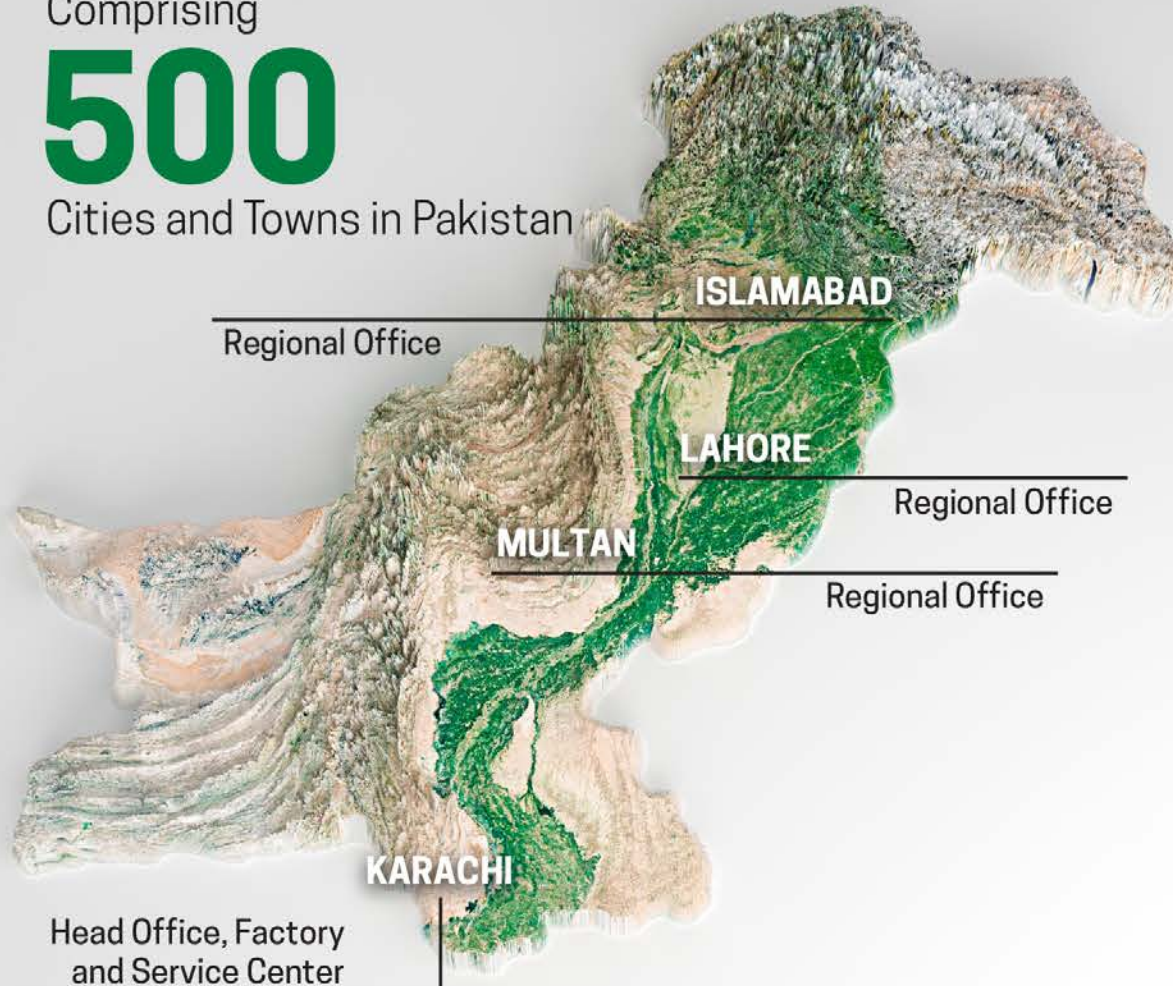 Comprising
500
Cities and Towns in Pakistan
ISLAMABAD
Regional Office
LAHORE
Regional Office
MULTAN
Regional Office
KARACHI
Head Office, Factory
and Service Center